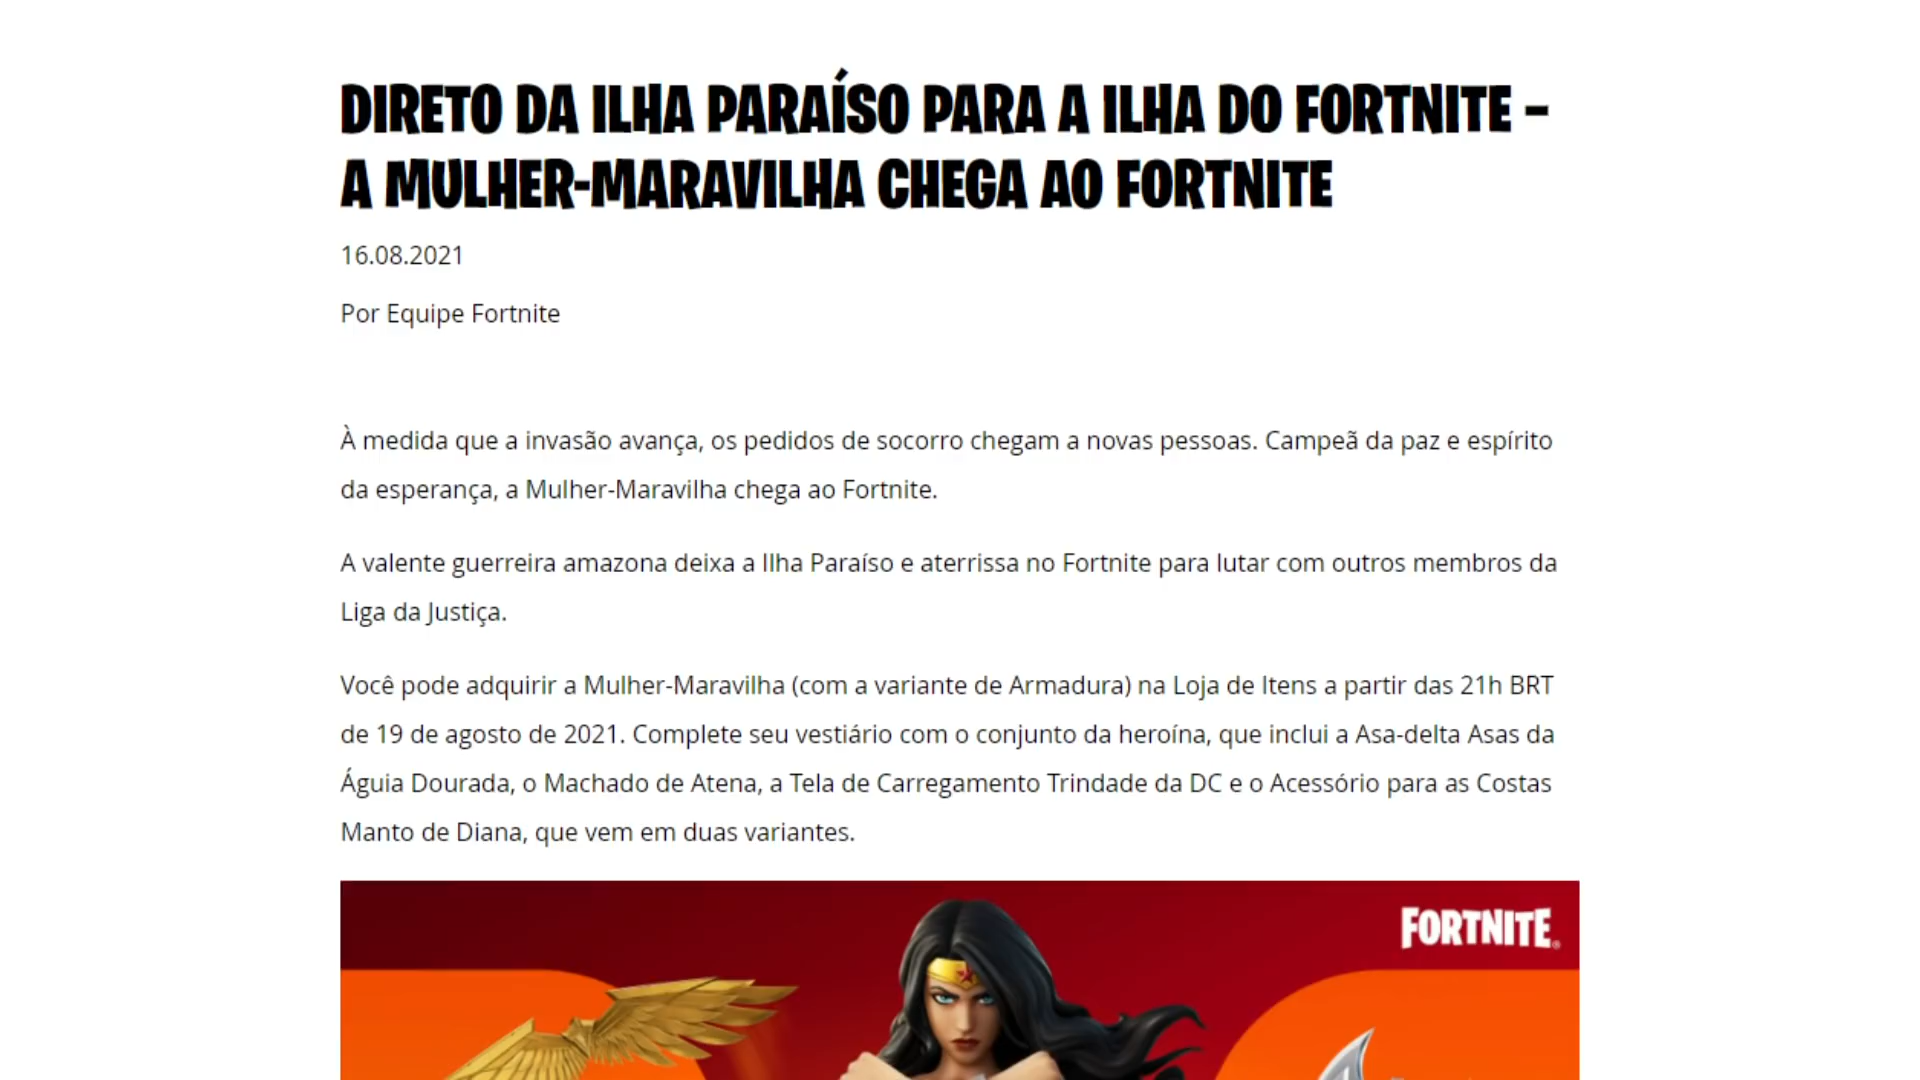 DIRETO DA ILHA PARAÍSO PARA A ILHA DO FORTNITE –
A MULHER-MARAVILHA CHEGA AO FORTNITE
16.08.2021
Por Equipe Fortnite
À medida que a invasão avança, os pedidos de socorro chegam a novas pessoas. Campeã da paz e espírito
da esperança, a Mulher-Maravilha chega ao Fortnite.
A valente guerreira amazona deixa a Ilha Paraíso e aterrissa no Fortnite para lutar com outros membros da
Liga da Justiça.
Você pode adquirir a Mulher-Maravilha (com a variante de Armadura) na Loja de Itens a partir das 21h BRT
de 19 de agosto de 2021. Complete seu vestiário com o conjunto da heroína, que inclui a Asa-delta Asas da
Águia Dourada, o Machado de Atena, a Tela de Carregamento Trindade da DC e o Acessório para as Costas
Manto de Diana, que vem em duas variantes.
FORTNITE®